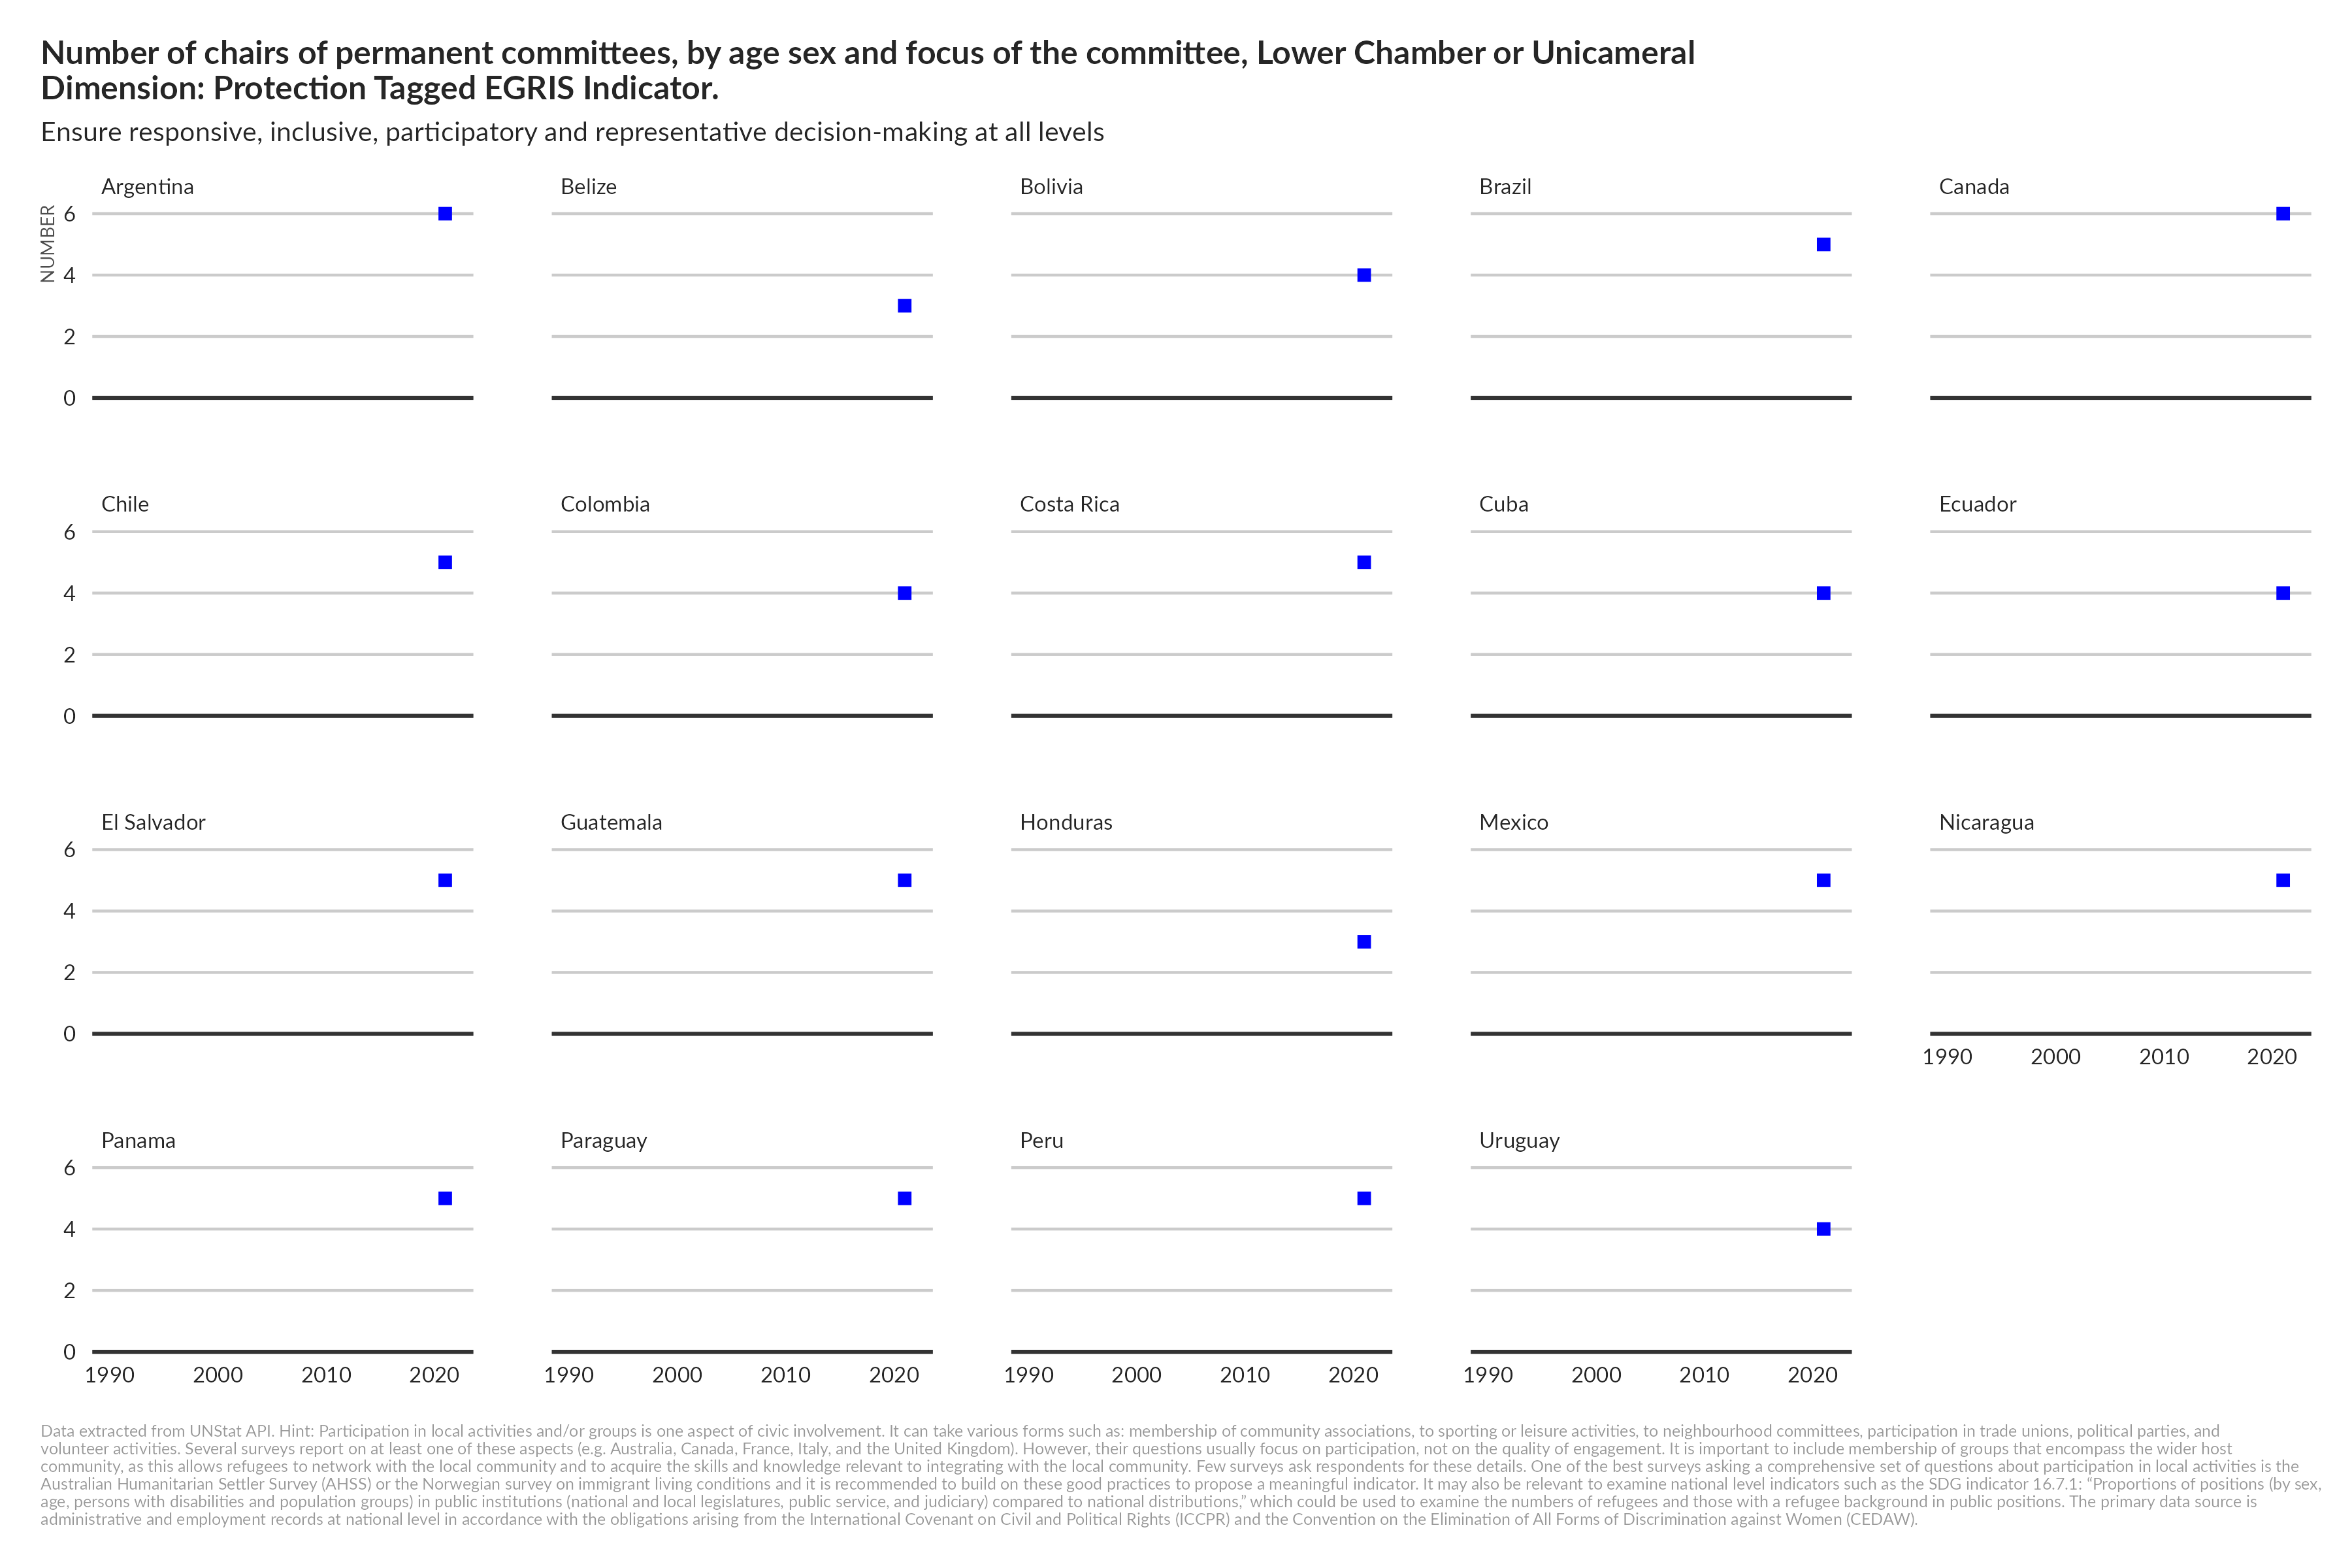 Number of chairs of permanent committees, by age sex and focus of the committee, Lower Chamber or Unicameral
Dimension: Protection Tagged EGRIS Indicator.
Ensure responsive, inclusive, participatory and representative decision-making at all levels
Argentina Belize Bolivia Brazil Canada
NUMBER
6
4
2
0
Chile Colombia Costa Rica Cuba Ecuador
6
4
2
0
El Salvador Guatemala Honduras Mexico Nicaragua
6
4
2
0
1990 2000 2010 2020
Panama Paraguay Peru Uruguay
6
4
2
0
1990 2000 2010 2020 1990 2000 2010 2020 1990 2000 2010 2020 1990 2000 2010 2020
Data extracted from UNStat API. Hint: Participation in local activities and/or groups is one aspect of civic involvement. It can take various forms such as: membership of community associations, to sporting or leisure activities, to neighbourhood committees, participation in trade unions, political parties, and
volunteer activities. Several surveys report on at least one of these aspects (e.g. Australia, Canada, France, Italy, and the United Kingdom). However, their questions usually focus on participation, not on the quality of engagement. It is important to include membership of groups that encompass the wider host
community, as this allows refugees to network with the local community and to acquire the skills and knowledge relevant to integrating with the local community. Few surveys ask respondents for these details. One of the best surveys asking a comprehensive set of questions about participation in local activities is the
Australian Humanitarian Settler Survey (AHSS) or the Norwegian survey on immigrant living conditions and it is recommended to build on these good practices to propose a meaningful indicator. It may also be relevant to examine national level indicators such as the SDG indicator 16.7.1: “Proportions of positions (by sex,
age, persons with disabilities and population groups) in public institutions (national and local legislatures, public service, and judiciary) compared to national distributions,” which could be used to examine the numbers of refugees and those with a refugee background in public positions. The primary data source is
administrative and employment records at national level in accordance with the obligations arising from the International Covenant on Civil and Political Rights (ICCPR) and the Convention on the Elimination of All Forms of Discrimination against Women (CEDAW).